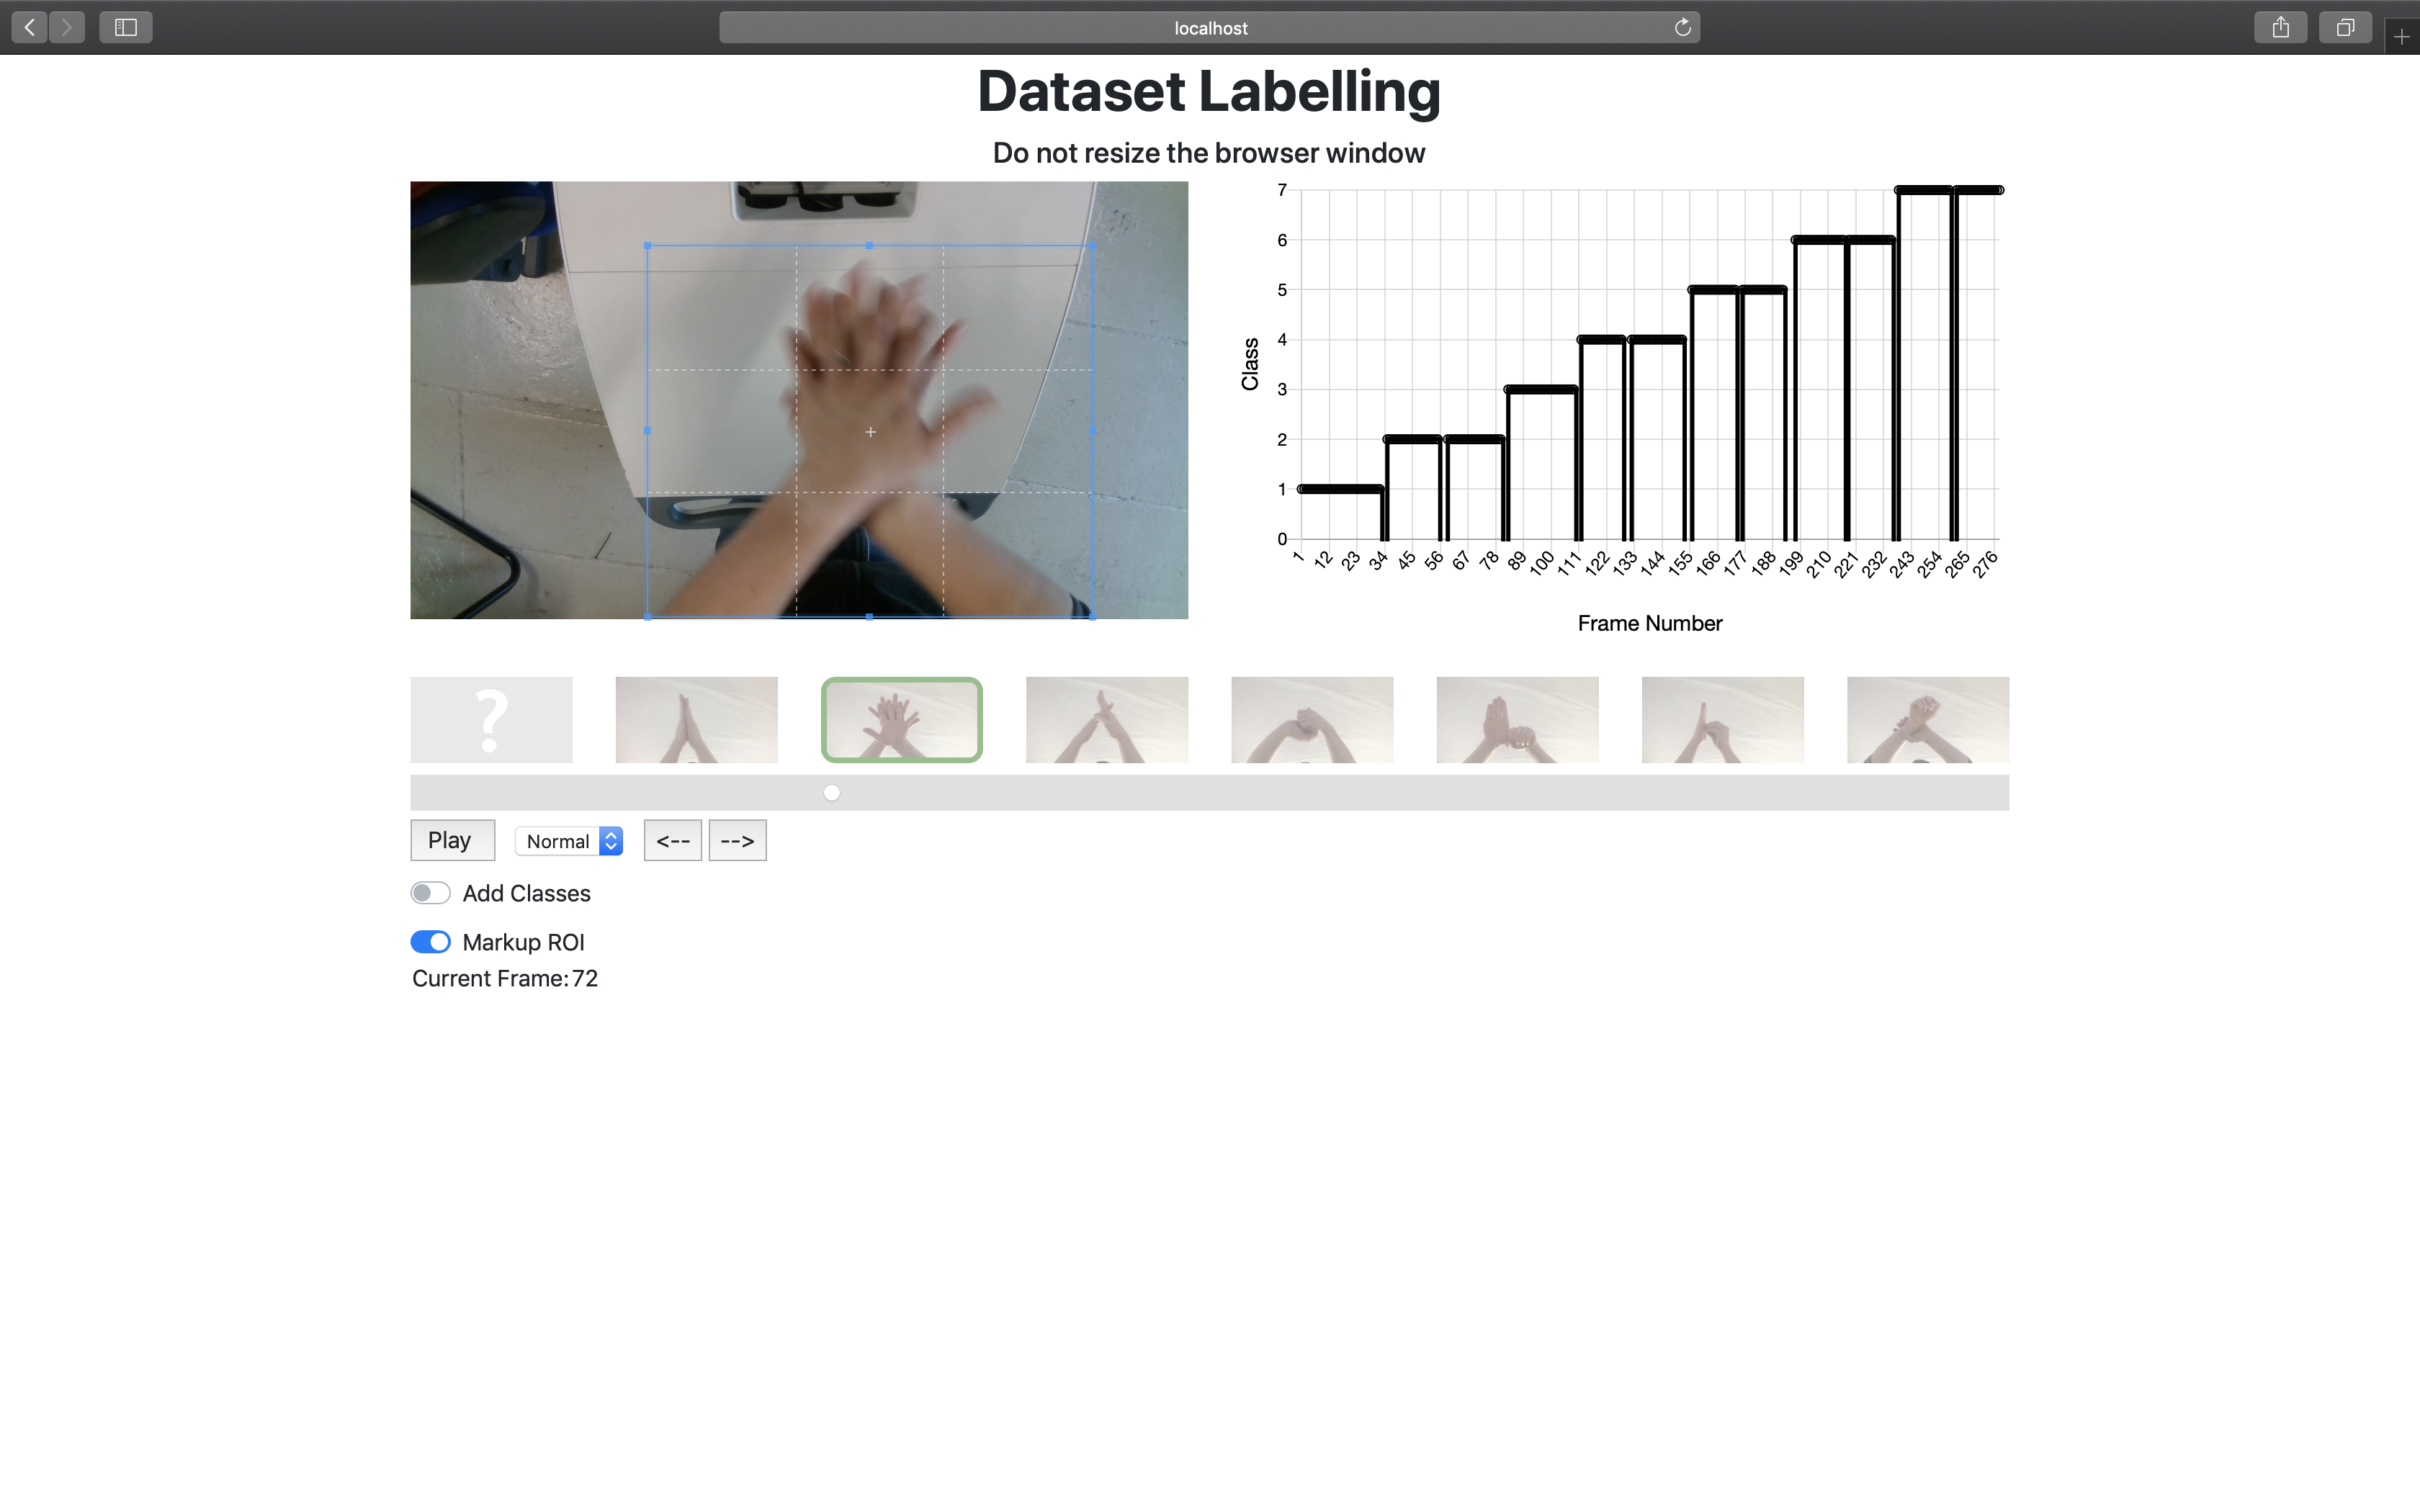 localhost
Dataset Labelling
Do not resize the browser window
7
6
5
4
3
2
1
0
Class
1 12 23 34 45 56 67 78 89 100 111 122 133 144 155 166 177 188 199 210 221 232 243 254 265 276
Frame Number
?
Play Normal <-- -->
Add Classes
Markup ROI
Current Frame: 72